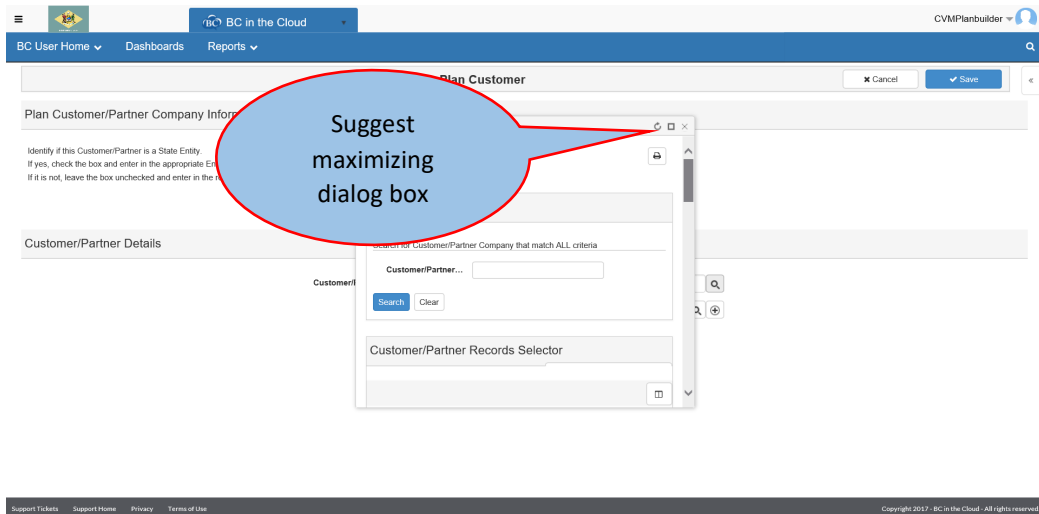 BC in the Cloud
CVMPlanbuilder
BC User Home
Dashboards
Reports
Plan Customer
Cancel
Save
Plan Customer/Partner Company Inform
Suggest
maximizing
dialog box
Identify if this Customer/Partner is a State Entity.
If yes, check the box and enter in the appropriate En
If it is not, leave the box unchecked and enter in the r
Customer/Partner Details
Search for Customer/Partner Company that match ALL criteria
Customer/Partner...
Customer/
Search
Clear
Customer/Partner Records Selector
Support Tickets
Support Home
Privacy
Terms of Use
Copyright 2017 - BC in the Cloud - All rights reserved